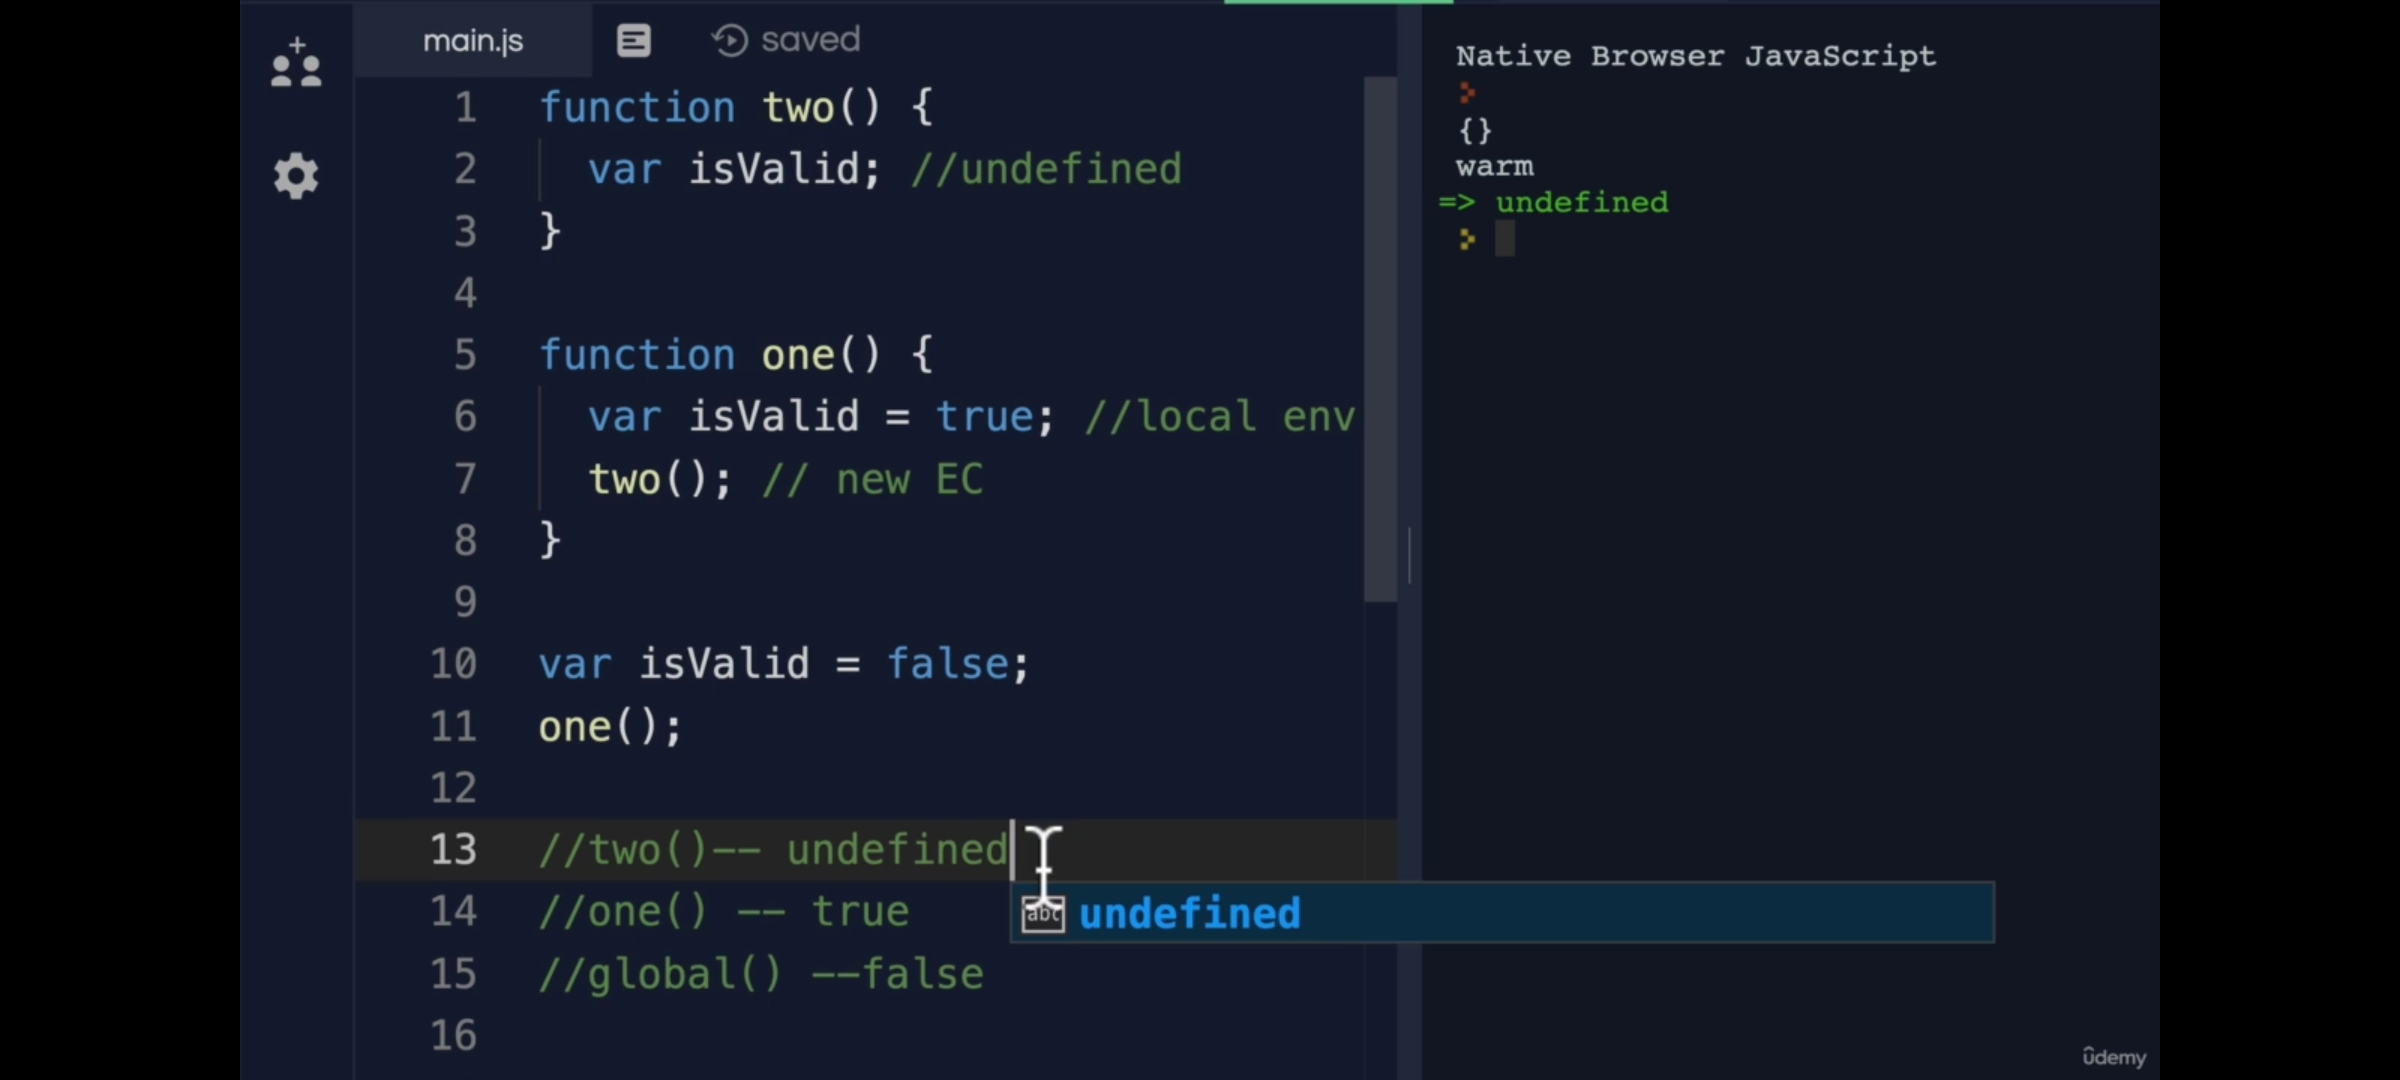 main.js
saved
1 function two() {
2 var isValid; //undefined
3 }
4
5 function one() {
6 var isValid = true; //local env
7 two(); // new EC
8 }
9
10 var isValid = false;
11 one();
12
13 //two()-- undefined
abc undefined
14 //one() -- true
15 //global() --false
16
Native Browser JavaScript
>
{}
warm
=> undefined
>
ûdemy